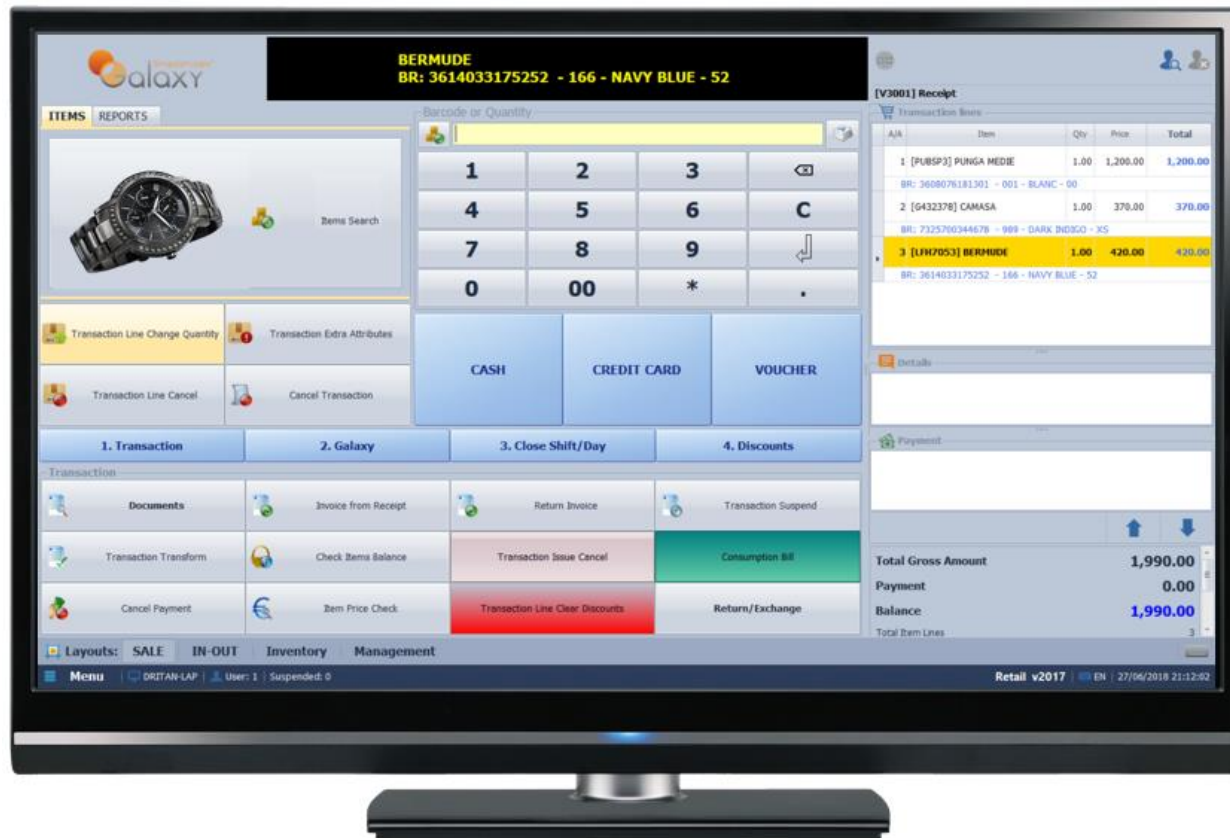 Galaxy
BERMUDE
BR: 3614033175252 - 166 - NAVY BLUE - 52
[V3001] Receipt
ITEMS REPORTS
Barcode or Quantity
Transaction lines
A/A Item Qty Price Total
1 [PUBSP3] PUNGA MEDIE 1.00 1,200.00 1,200.00
BR: 3608076181301 - 001 - BLANC - 00
2 [G432378] CAMASA 1.00 370.00 370.00
BR: 7325700344678 - 989 - DARK INDIGO - XS
3 [LFH7053] BERMUDE 1.00 420.00 420.00
BR: 3614033175252 - 166 - NAVY BLUE - 52
Items Search
1 2 3
4 5 6 C
7 8 9
0 00 * .
Transaction Line Change Quantity
Transaction Extra Attributes
Transaction Line Cancel
Cancel Transaction
CASH CREDIT CARD VOUCHER
Details
Payment
1. Transaction 2. Galaxy 3. Close Shift/Day 4. Discounts
Transaction
Documents Invoice from Receipt Return Invoice Transaction Suspend
Transaction Transform Check Items Balance Transaction Issue Cancel Consumption Bill
Cancel Payment Item Price Check Transaction Line Clear Discounts Return/Exchange
Total Gross Amount 1,990.00
Payment 0.00
Balance 1,990.00
Total Item Lines 3
Layouts: SALE IN-OUT Inventory Management
Menu DRITAN-LAP User: 1 Suspended: 0 Retail v2017 EN 27/06/2018 21:12:02